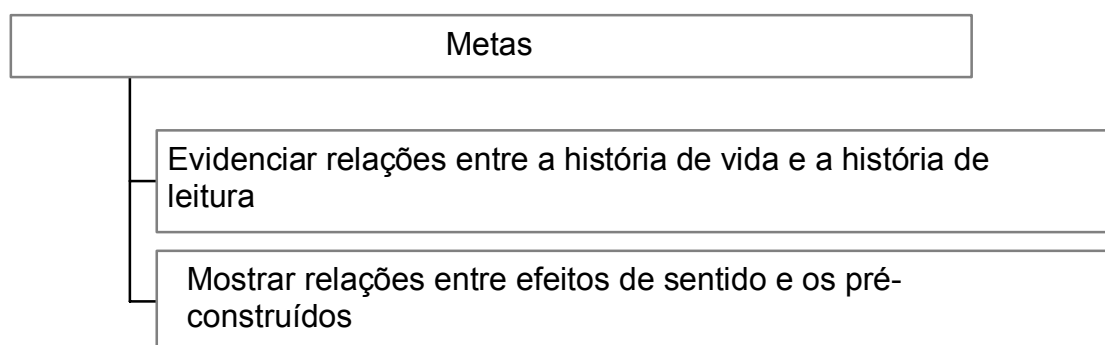 Metas
Evidenciar relações entre a história de vida e a história de
leitura
Mostrar relações entre efeitos de sentido e os pré-
construídos